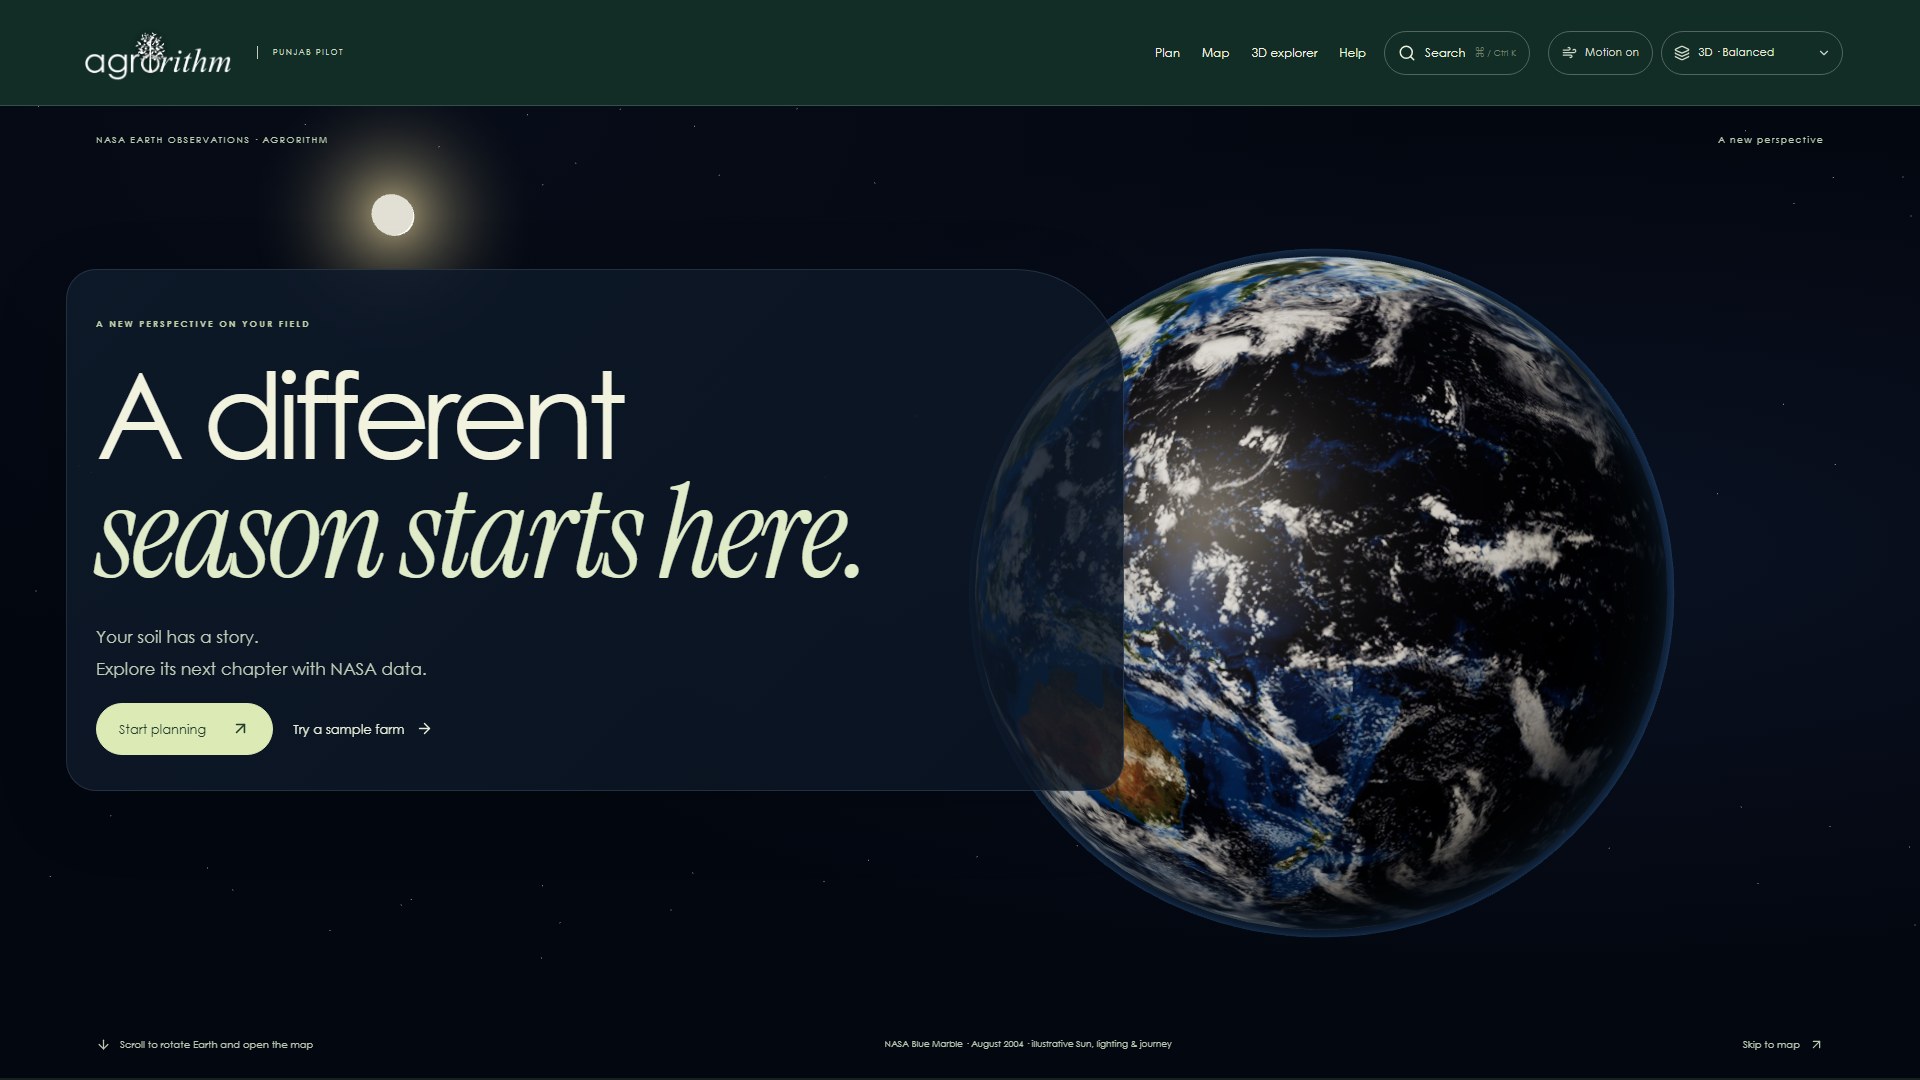 agrorithm
PUNJAB PILOT
Plan
Map
3D explorer
Help
Search ⌘ / Ctrl K
Motion on
3D · Balanced
NASA EARTH OBSERVATIONS · AGRORITHM
A new perspective
A NEW PERSPECTIVE ON YOUR FIELD
A different
season starts here.
Your soil has a story.
Explore its next chapter with NASA data.
Start planning
Try a sample farm
Scroll to rotate Earth and open the map
NASA Blue Marble · August 2004 · illustrative Sun, lighting & journey
Skip to map